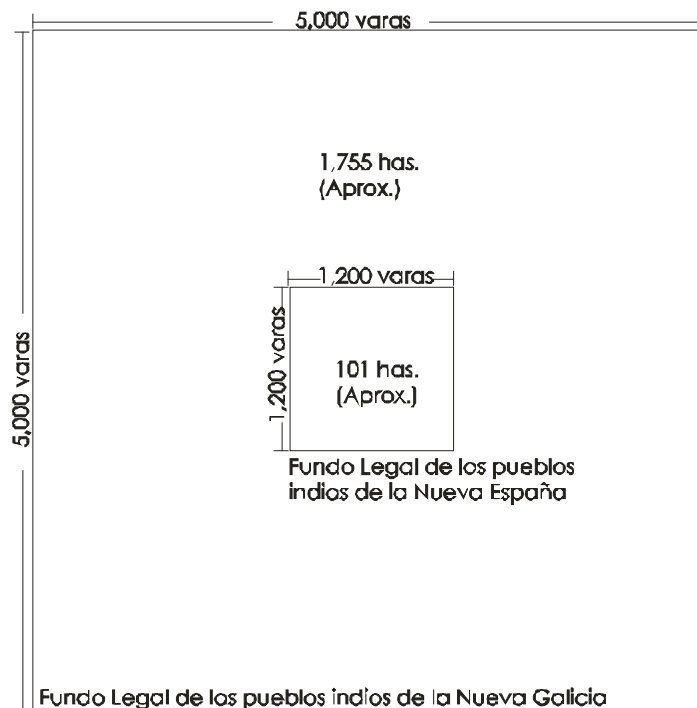 5,000 varas
1,755 has.
(Aprox.)
1,200 varas
1,200 varas
101 has.
(Aprox.)
5,000 varas
Fundo Legal de los pueblos
indios de la Nueva España
Fundo Legal de los pueblos indios de la Nueva Galicia